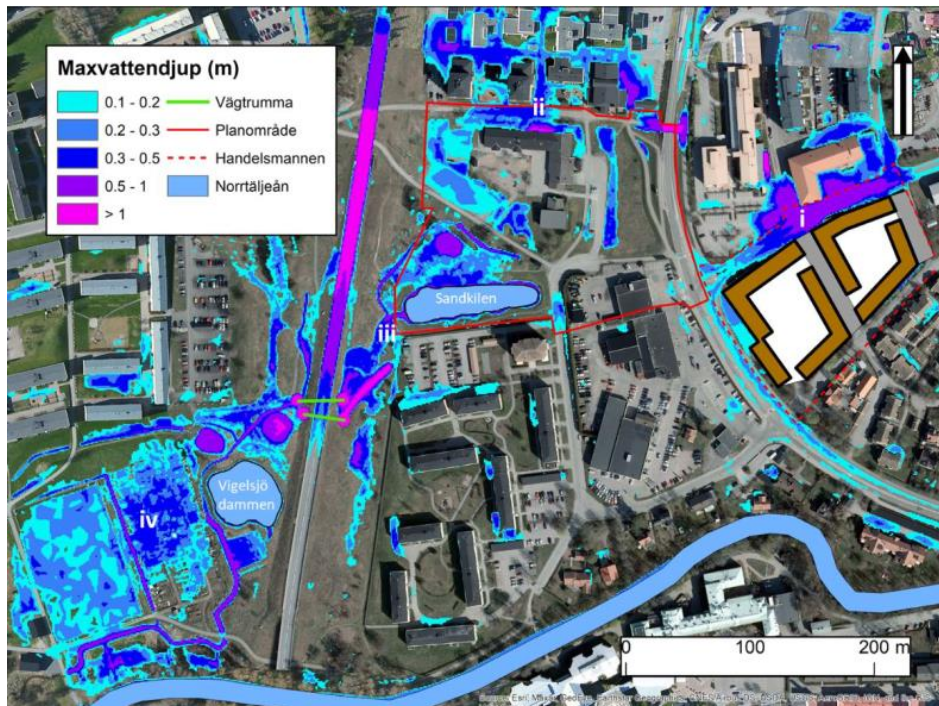 Maxvattendjup (m)
0.1 - 0.2 Vägtrumma
0.2 - 0.3 Planområde
0.3 - 0.5 Handelsmannen
0.5 - 1 Norrtäljeån
> 1
ii
i
Sandkilen
iii
Vigelsjö
dammen
iv
0 100 200 m